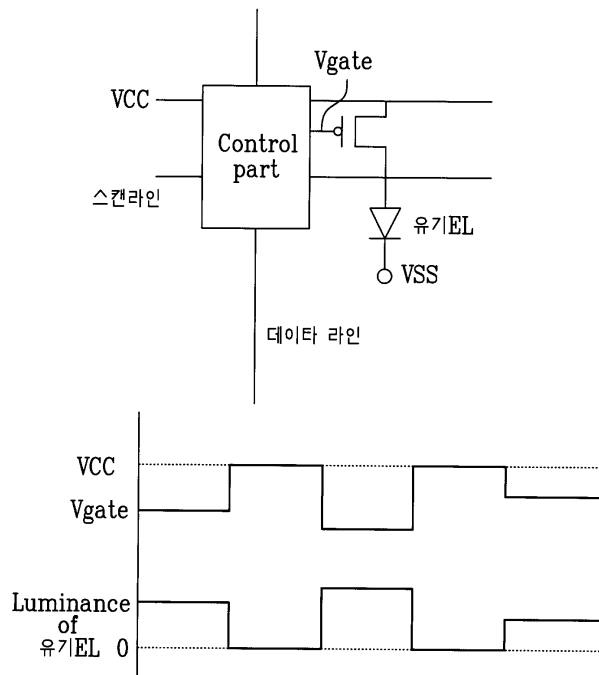 Vgate
VCC
Control
part
스캔라인
유기EL
VSS
데이타 라인
VCC
Vgate
Luminance
of
유기EL 0